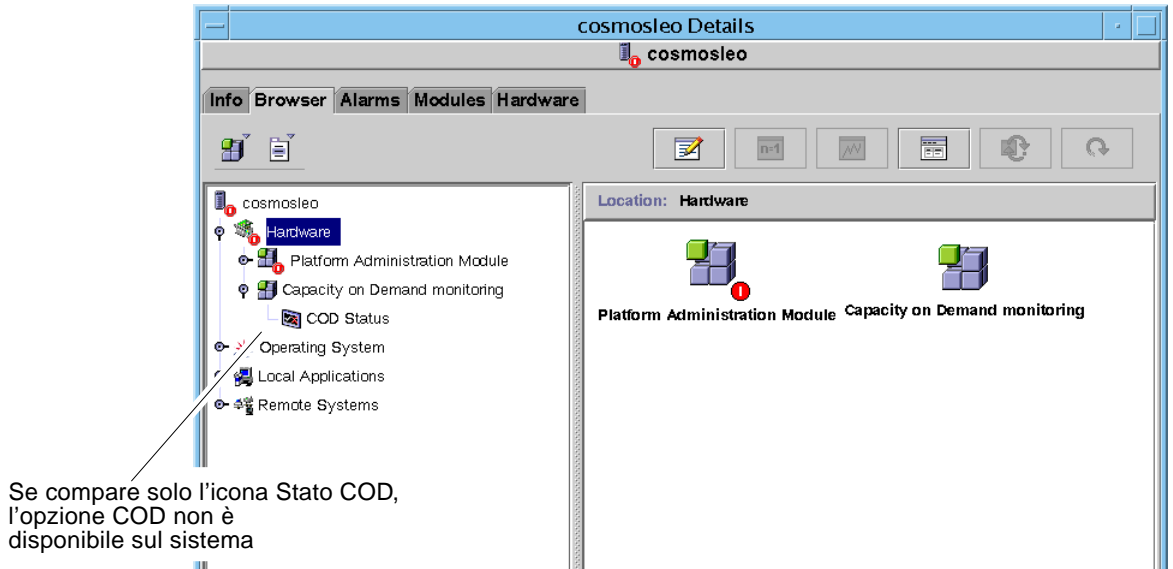 cosmosleo Details
cosmosleo
Info Browser Alarms Modules Hardware
n=1
cosmosleo
Hardware
Platform Administration Module
Capacity on Demand monitoring
COD Status
Operating System
Local Applications
Remote Systems
Location: Hardware
Platform Administration Module
Capacity on Demand monitoring
Se compare solo l’icona Stato COD,
l’opzione COD non è
disponibile sul sistema